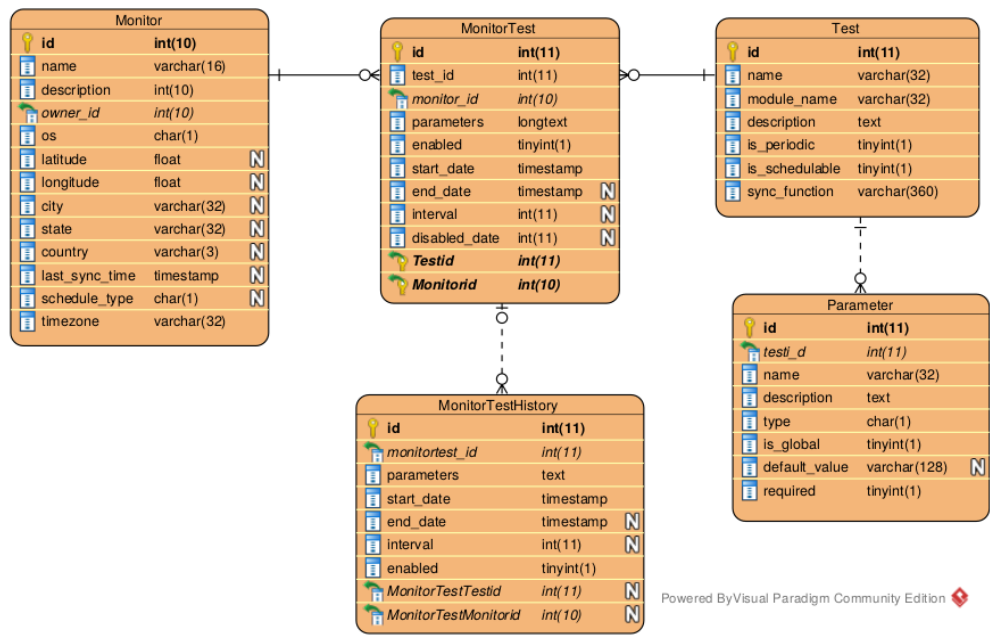 Monitor
id int(10)
name varchar(16)
description int(10)
owner_id int(10)
os char(1)
latitude float N
longitude float N
city varchar(32) N
state varchar(32) N
country varchar(3) N
last_sync_time timestamp N
schedule_type char(1) N
timezone varchar(32)
MonitorTest
id int(11)
test_id int(11)
monitor_id int(10)
parameters longtext
enabled tinyint(1)
start_date timestamp
end_date timestamp N
interval int(11) N
disabled_date int(11) N
Testid int(11)
Monitorid int(10)
Test
id int(11)
name varchar(32)
module_name varchar(32)
description text
is_periodic tinyint(1)
is_schedulable tinyint(1)
sync_function varchar(360)
MonitorTestHistory
id int(11)
monitortest_id int(11)
parameters text
start_date timestamp
end_date timestamp N
interval int(11) N
enabled tinyint(1)
MonitorTestTestid int(11) N
MonitorTestMonitorid int(10) N
Parameter
id int(11)
testi_d int(11)
name varchar(32)
description text
type char(1)
is_global tinyint(1)
default_value varchar(128) N
required tinyint(1)
Powered ByVisual Paradigm Community Edition